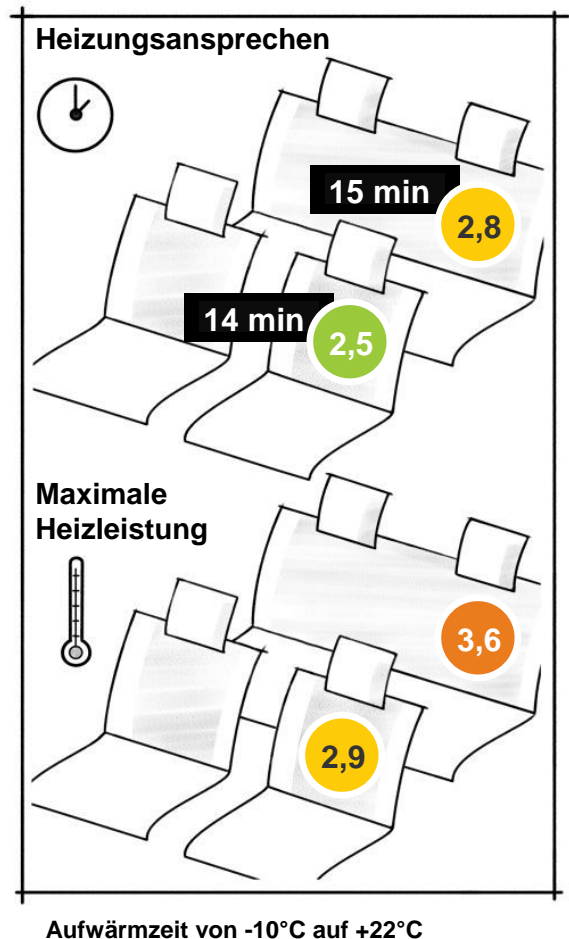 Heizungsansprechen
15 min
2,8
14 min
2,5
Maximale
Heizleistung
3,6
2,9
Aufwärmzeit von -10°C auf +22°C